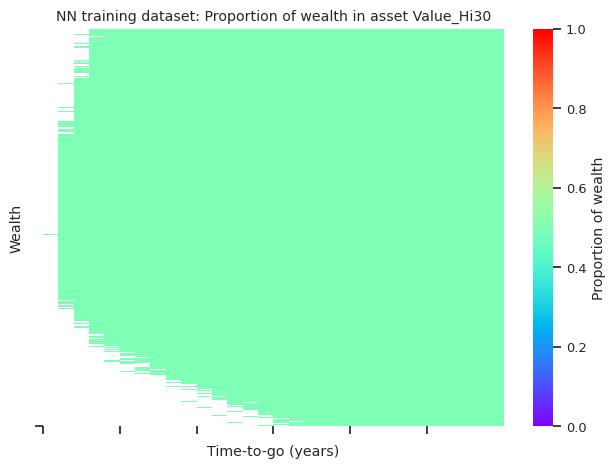 NN training dataset: Proportion of wealth in asset Value_Hi30
Wealth
Time-to-go (years)
1.0
0.8
0.6
0.4
0.2
0.0
Proportion of wealth